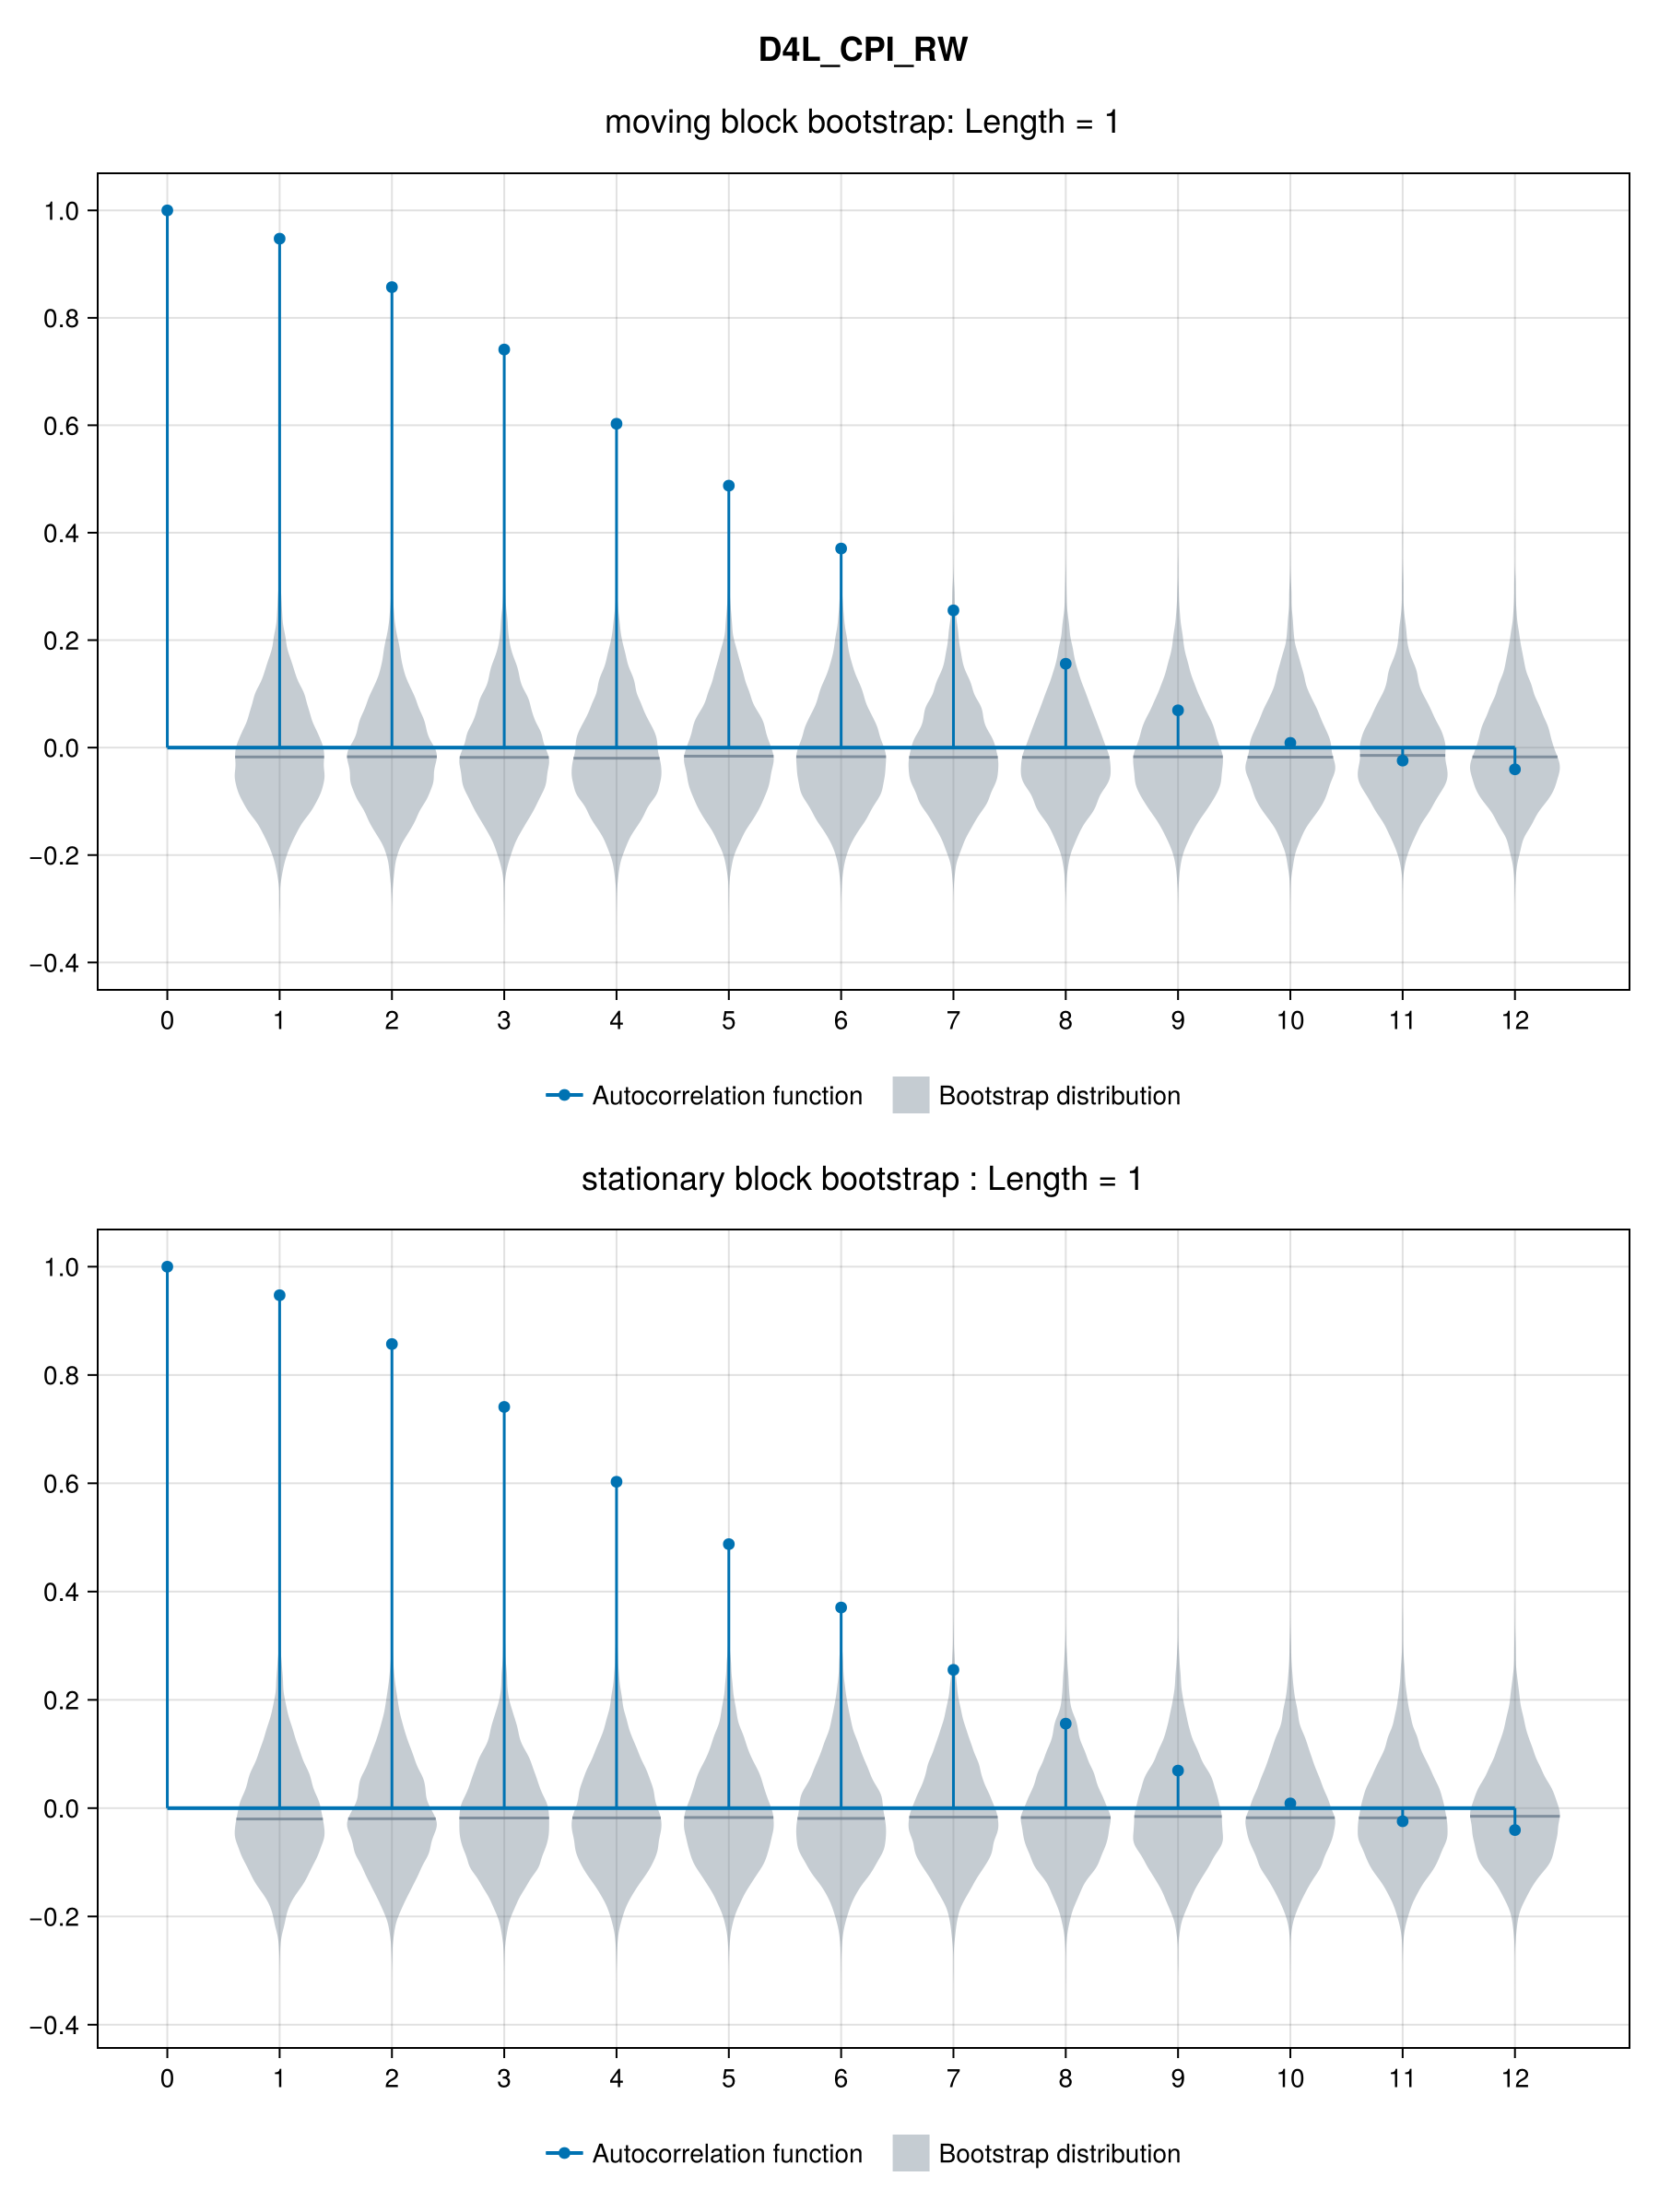 D4L_CPI_RW
moving block bootstrap: Length = 1
1.0
0.8
0.6
0.4
0.2
0.0
−0.2
−0.4
0 1 2 3 4 5 6 7 8 9 10 11 12
Autocorrelation function Bootstrap distribution
stationary block bootstrap : Length = 1
1.0
0.8
0.6
0.4
0.2
0.0
−0.2
−0.4
0 1 2 3 4 5 6 7 8 9 10 11 12
Autocorrelation function Bootstrap distribution